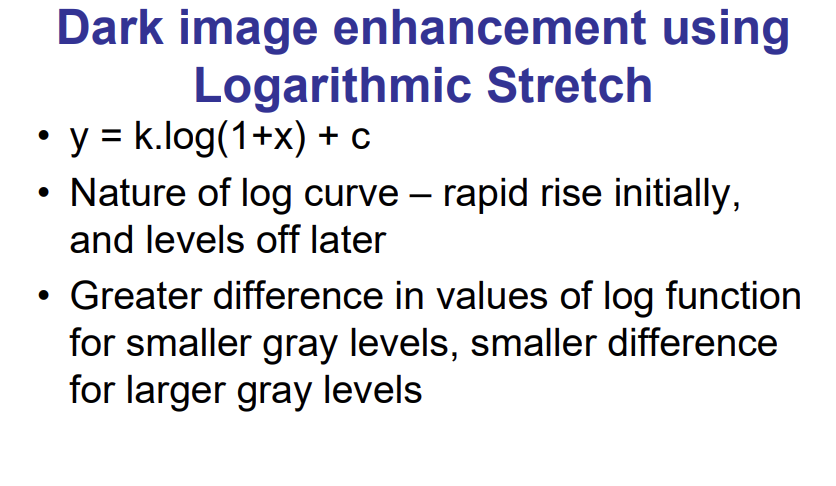 Dark image enhancement using
Logarithmic Stretch
• y = k.log(1+x) + c
• Nature of log curve – rapid rise initially,
and levels off later
• Greater difference in values of log function
for smaller gray levels, smaller difference
for larger gray levels